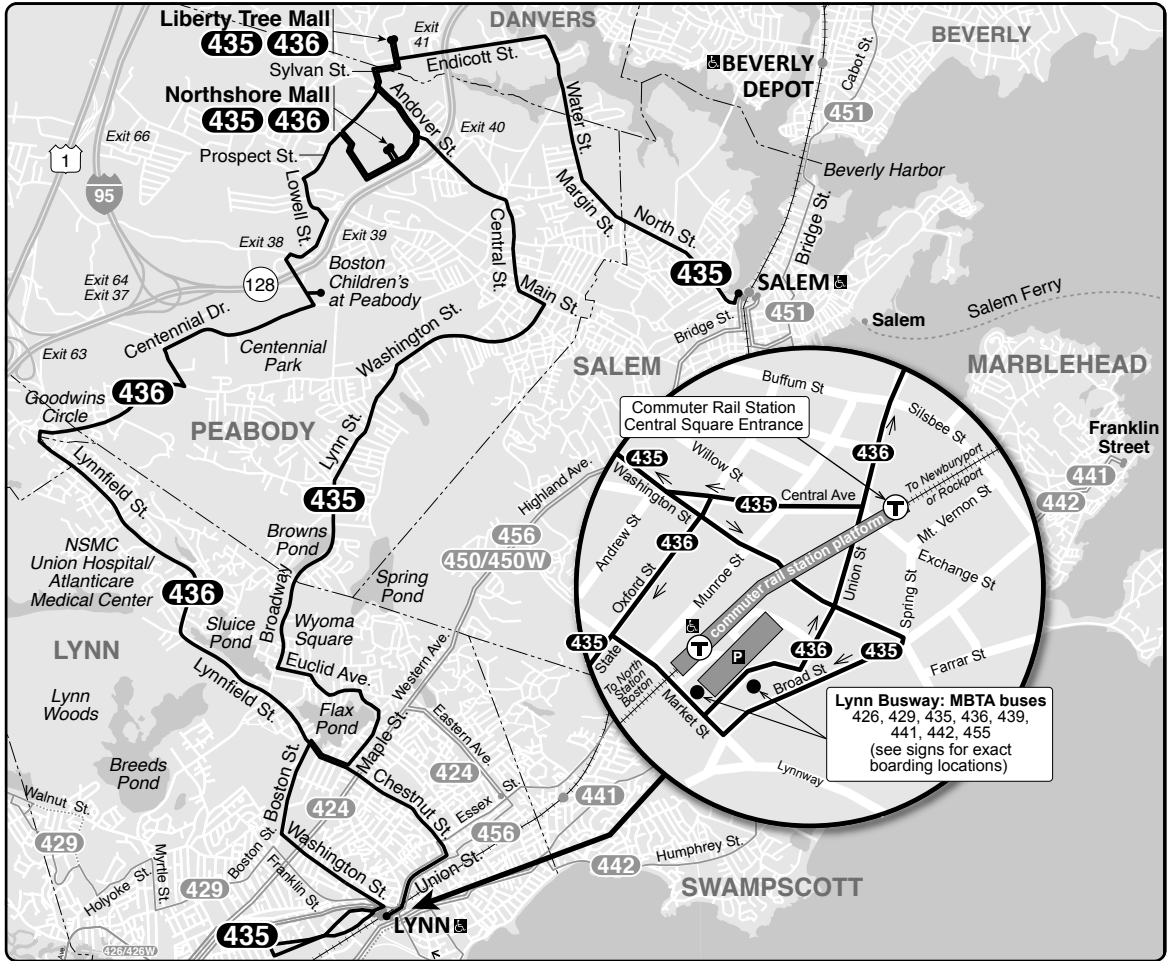 Liberty Tree Mall
435 436
Exit
41
DANVERS
BEVERLY
Sylvan St.
Endicott St.
BEVERLY
DEPOT
Cabot St.
451
Northshore Mall
435 436
Andover St.
Exit 40
Water St.
Exit 66
1
95
Prospect St.
Beverly Harbor
Lowell St.
Margin St.
North St.
Central St.
Bridge St.
Exit 38
Exit 39
Exit 64
Exit 37
128
Boston
Children's
at Peabody
435
SALEM
451
Main St.
Bridge St.
Salem
Salem Ferry
Centennial Dr.
Washington St.
Centennial
Park
Exit 63
SALEM
MARBLEHEAD
436
Goodwins
Circle
PEABODY
Lynn St.
Franklin
Street
441
442
Lynnfield St.
435
Highland Ave.
456
450/450W
Browns
Pond
NSMC
Union Hospital/
Atlanticare
Medical Center
436
Broadway
Spring
Pond
Sluice
Pond
Wyoma
Square
LYNN
Euclid Ave.
Western Ave.
Lynnfield St.
Lynn
Woods
Flax
Pond
Maple St.
Eastern Ave.
Breeds
Pond
Boston St.
424
Chestnut St.
424
Essex St.
441
Walnut St.
429
Washington St.
456
Boston St.
Union St.
442
Humphrey St.
Myrtle St.
Holyoke St.
429
Franklin St.
SWAMPSCOTT
435
LYNN
426/426W
Ave.
Commuter Rail Station
Central Square Entrance
Buffum St
Silsbee St
436
435
Willow St
To Newburyport
or Rockport
Washington St
435
Central Ave
T
Mt. Vernon St
Andrew St
436
commuter rail station platform
Exchange St
Oxford St
Munroe St
Union St
Spring St
435
State
T
P
436
435
Broad St
Farrar St
To North
Station
Boston
Market St
Lynnway
Lynn Busway: MBTA buses
426, 429, 435, 436, 439,
441, 442, 455
(see signs for exact
boarding locations)